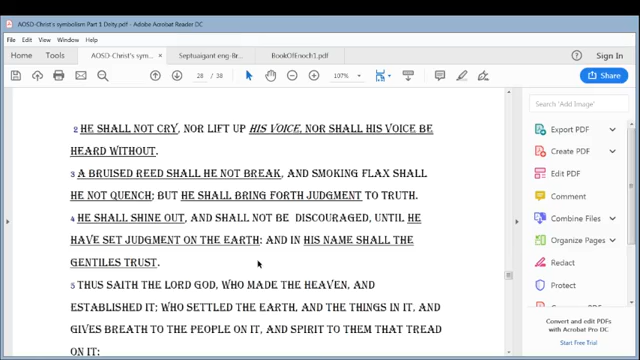 AOSD-Christ's symbolism Part 1 Deity.pdf - Adobe Acrobat Reader DC
File Edit View Window Help
Home Tools AOSD-Christ's sym... × Septuaigant eng-Br... BookOfEnoch1.pdf Sign In
28 / 38 107% Share
2 HE SHALL NOT CRY, NOR LIFT UP HIS VOICE, NOR SHALL HIS VOICE BE
HEARD WITHOUT.
3 A BRUISED REED SHALL HE NOT BREAK, AND SMOKING FLAX SHALL
HE NOT QUENCH; BUT HE SHALL BRING FORTH JUDGMENT TO TRUTH.
4 HE SHALL SHINE OUT, AND SHALL NOT BE DISCOURAGED, UNTIL HE
HAVE SET JUDGMENT ON THE EARTH: AND IN HIS NAME SHALL THE
GENTILES TRUST.
5 THUS SAITH THE LORD GOD, WHO MADE THE HEAVEN, AND
ESTABLISHED IT; WHO SETTLED THE EARTH, AND THE THINGS IN IT, AND
GIVES BREATH TO THE PEOPLE ON IT, AND SPIRIT TO THEM THAT TREAD
ON IT:
Search 'Add Image'
Export PDF
Create PDF
Edit PDF
Comment
Combine Files
Organize Pages
Redact
Protect
Convert and edit PDFs
with Acrobat Pro DC
Start Free Trial